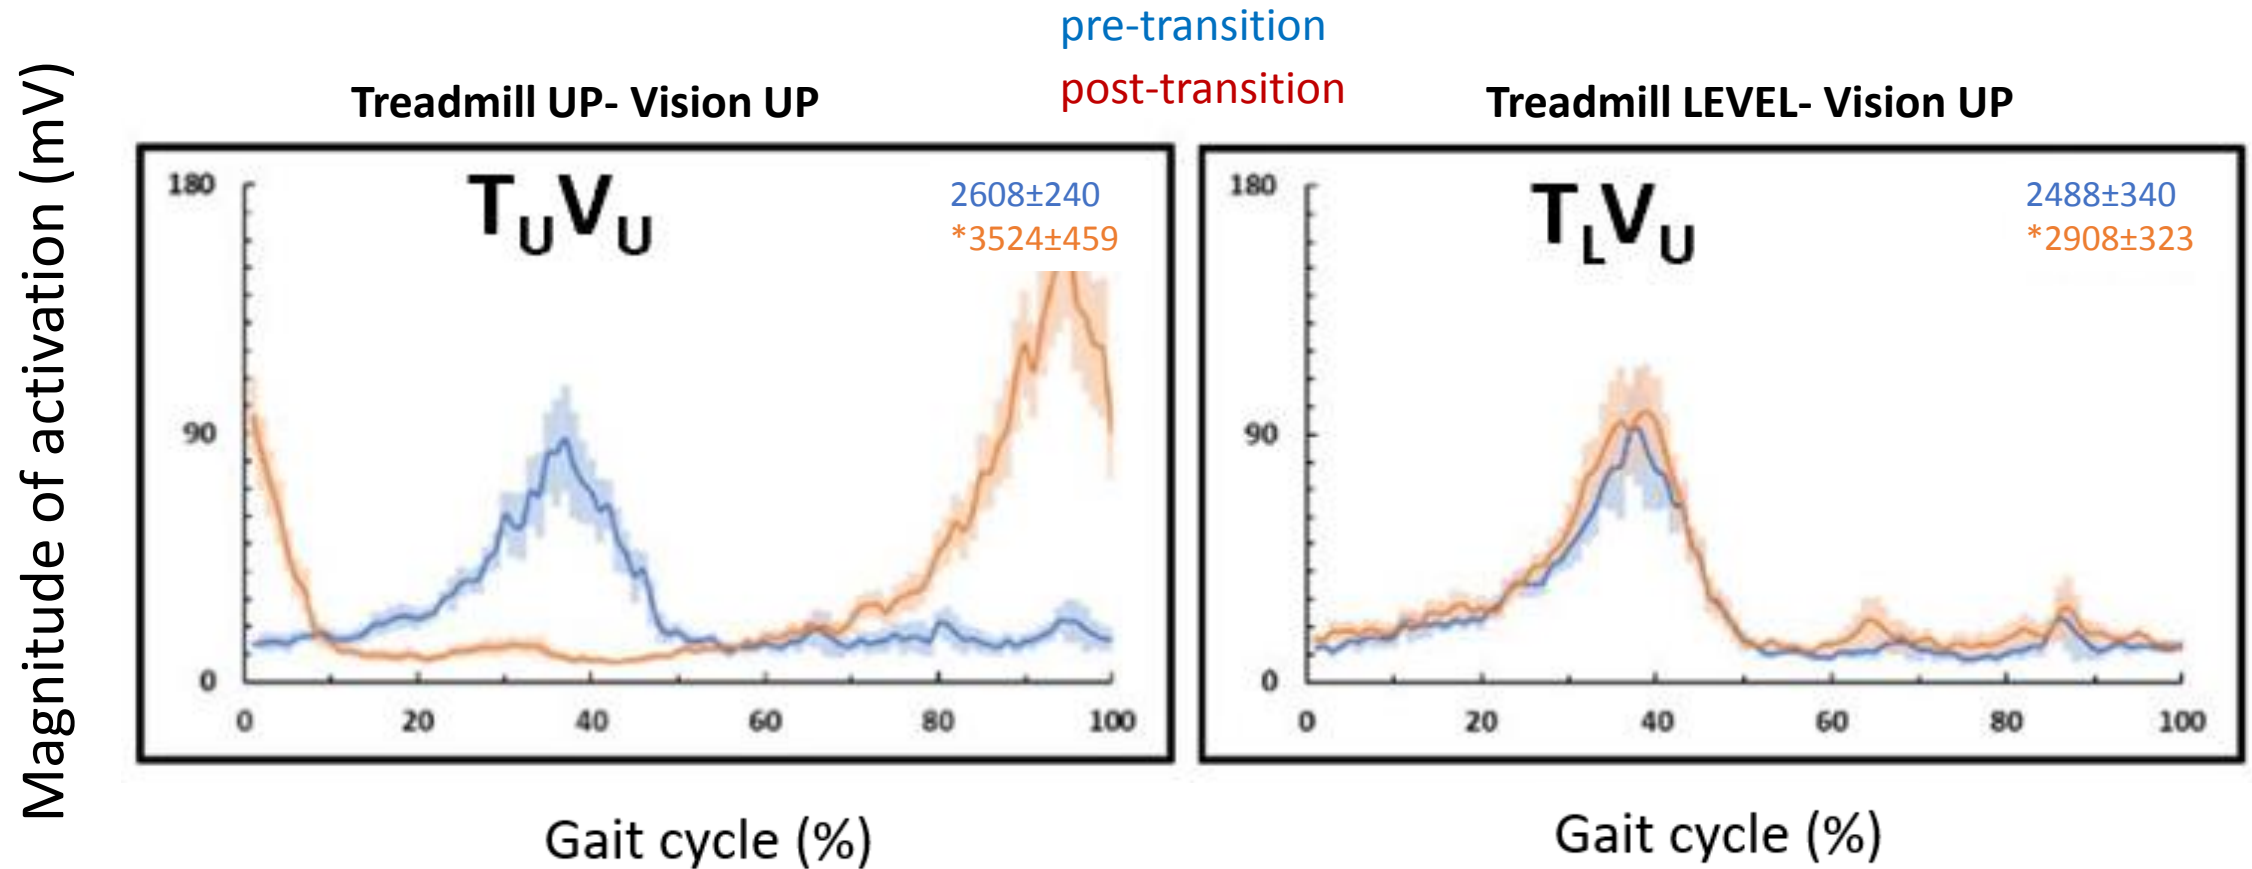 pre-transition
post-transition
Magnitude of activation (mV)
Treadmill UP- Vision UP
TUVU
2608±240
*3524±459
180
90
0
0 20 40 60 80 100
Gait cycle (%)
Treadmill LEVEL- Vision UP
TLVU
2488±340
*2908±323
180
90
0
0 20 40 60 80 100
Gait cycle (%)